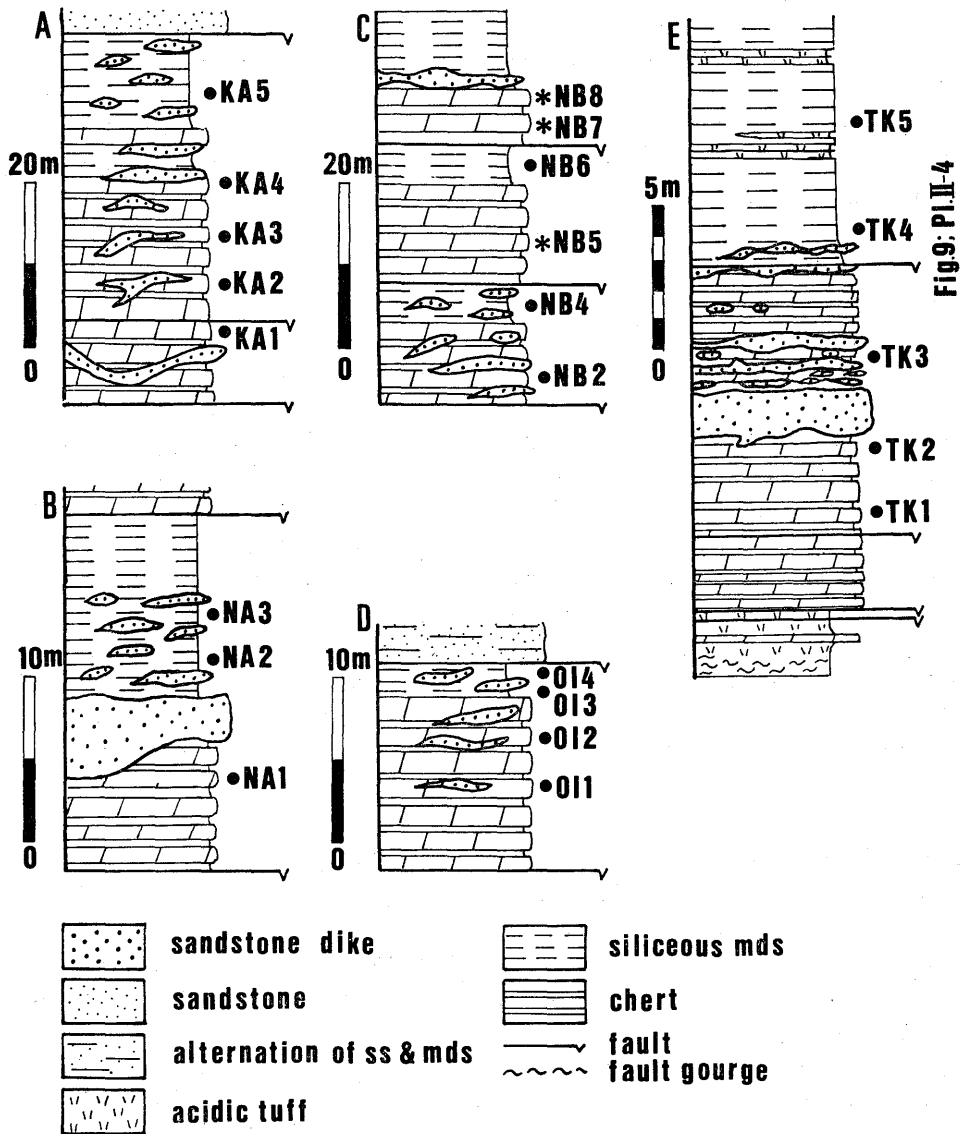 A
KA5
20m
KA4
KA3
KA2
KA1
0
C
NB8
NB7
20m
NB6
NB5
NB4
NB2
0
E
TK5
5m
TK4
0
TK3
TK2
TK1
Fig.9; Pl.II-4
B
NA3
10m
NA2
NA1
0
D
10m
OI4
OI3
OI2
OI1
0
sandstone dike
sandstone
alternation of ss & mds
acidic tuff
siliceous mds
chert
fault
fault gourge